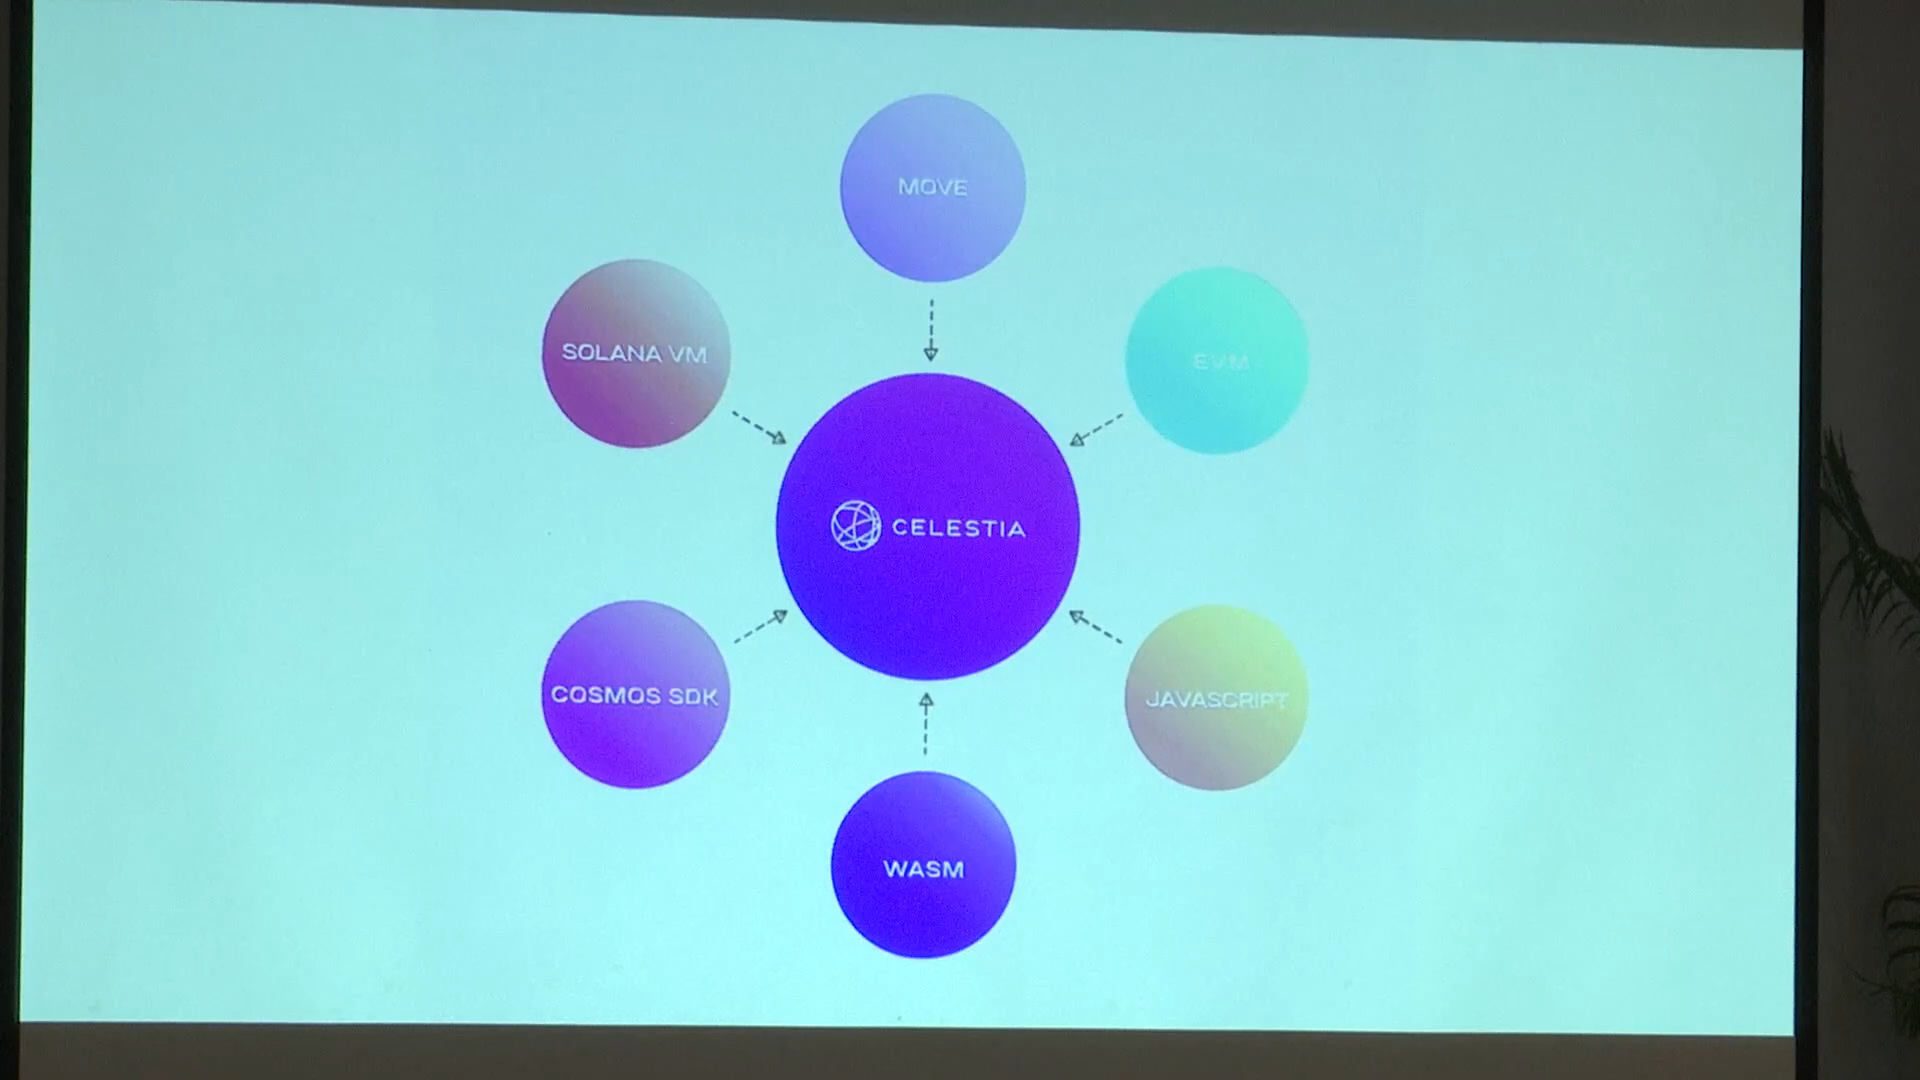 MOVE
SOLANA VM
EVM
CELESTIA
COSMOS SDK
JAVASCRIPT
WASM